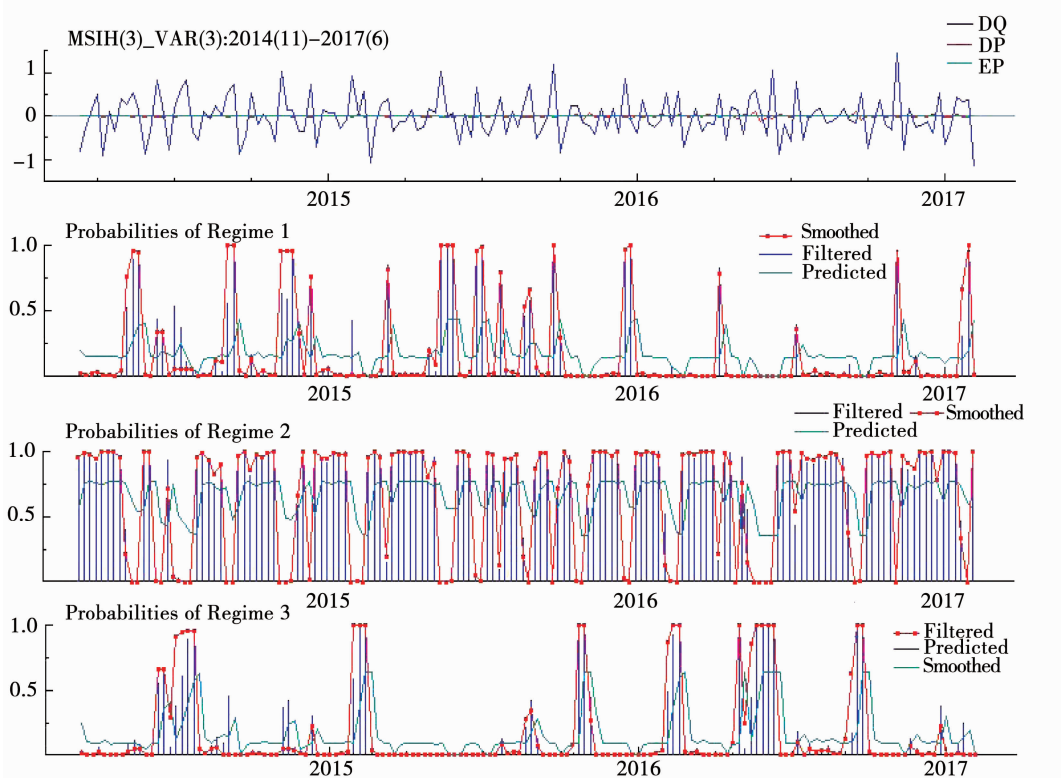 MSIH(3)_VAR(3):2014(11)-2017(6)
DQ
DP
EP
1
0
-1
2015 2016 2017
Probabilities of Regime 1
Smoothed
Filtered
Predicted
1.0
0.5
2015 2016 2017
Probabilities of Regime 2
Filtered Smoothed
Predicted
1.0
0.5
2015 2016 2017
Probabilities of Regime 3
Filtered
Predicted
Smoothed
1.0
0.5
2015 2016 2017